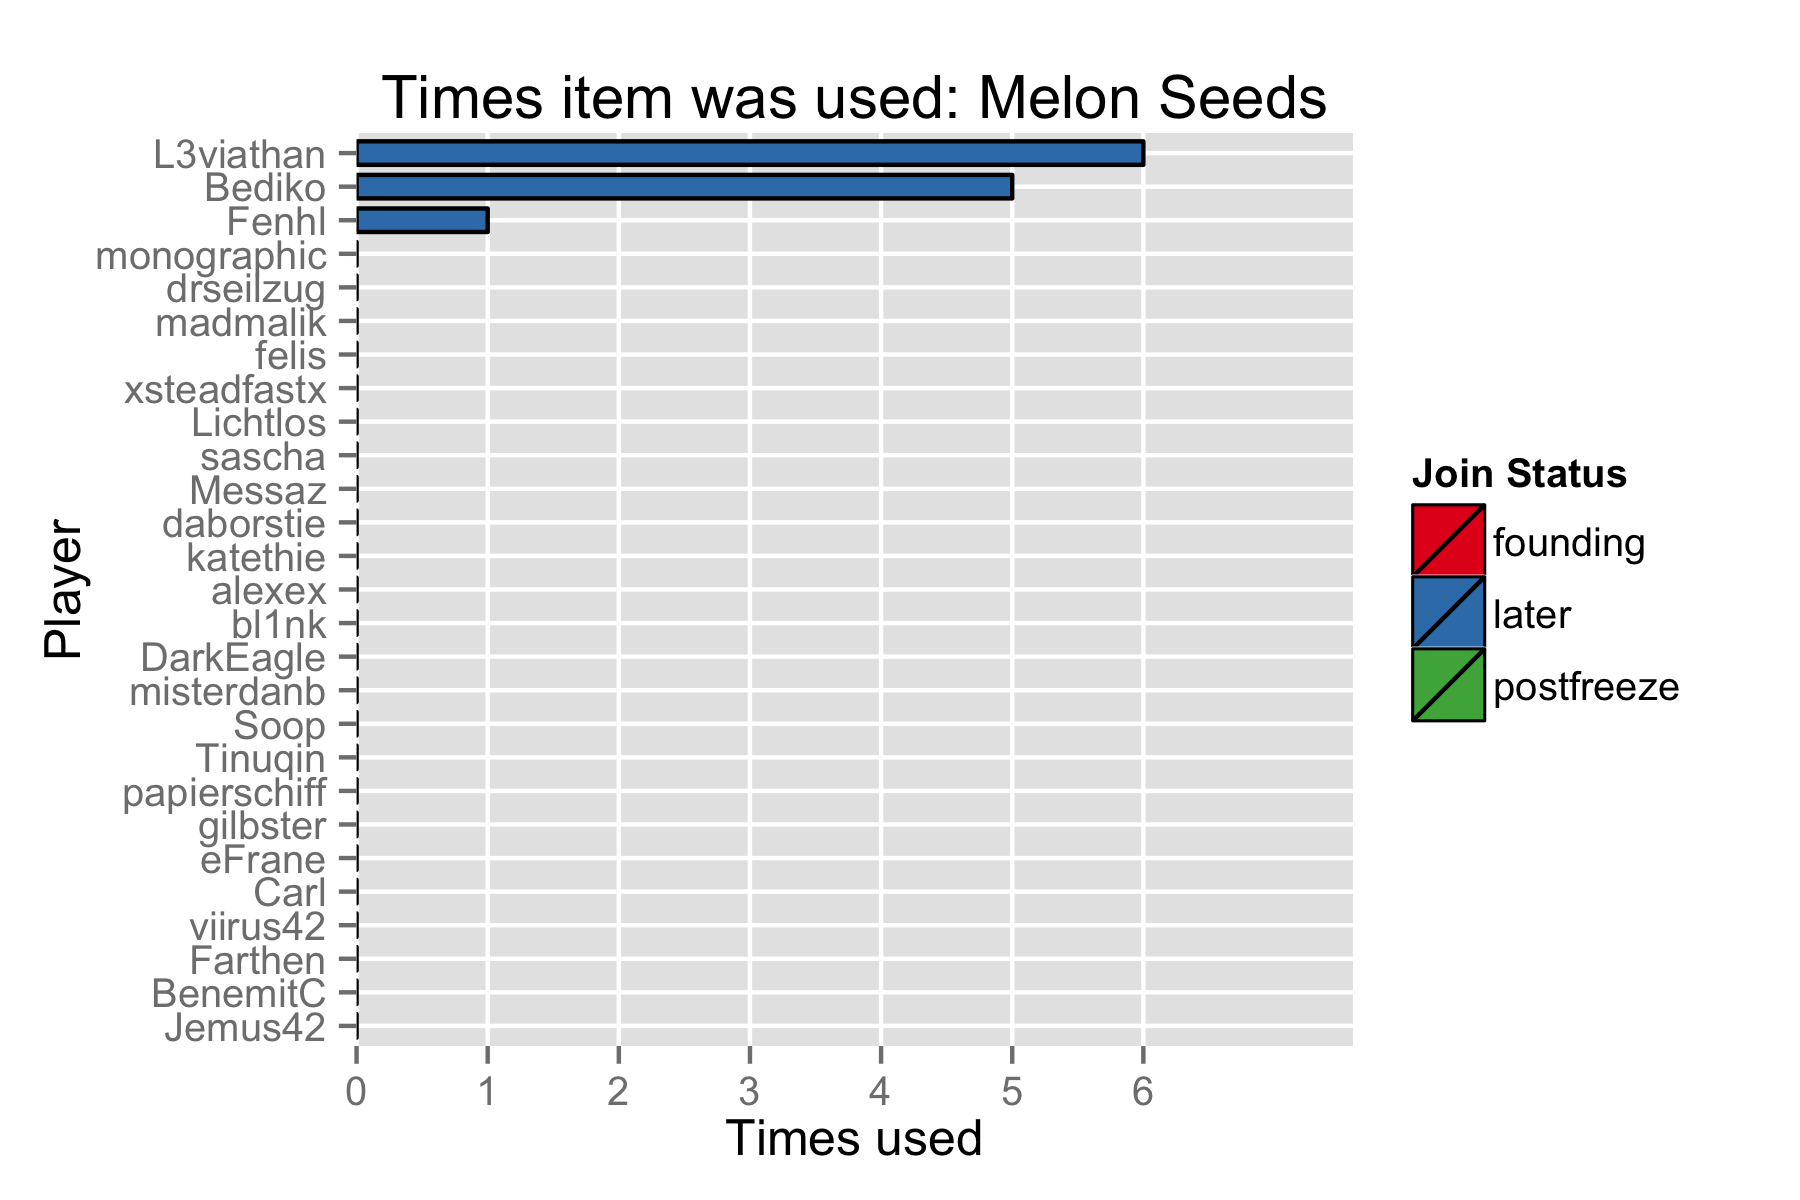 Times item was used: Melon Seeds
L3viathan
Bediko
Fenhl
monographic
drseilzug
madmalik
felis
xsteadfastx
Lichtlos
sascha
Messaz
daborstie
katethie
alexex
bl1nk
DarkEagle
misterdanb
Soop
Tinuqin
papierschiff
gilbster
eFrane
Carl
viirus42
Farthen
BenemitC
Jemus42
Player
0 1 2 3 4 5 6
Times used
Join Status
founding
later
postfreeze